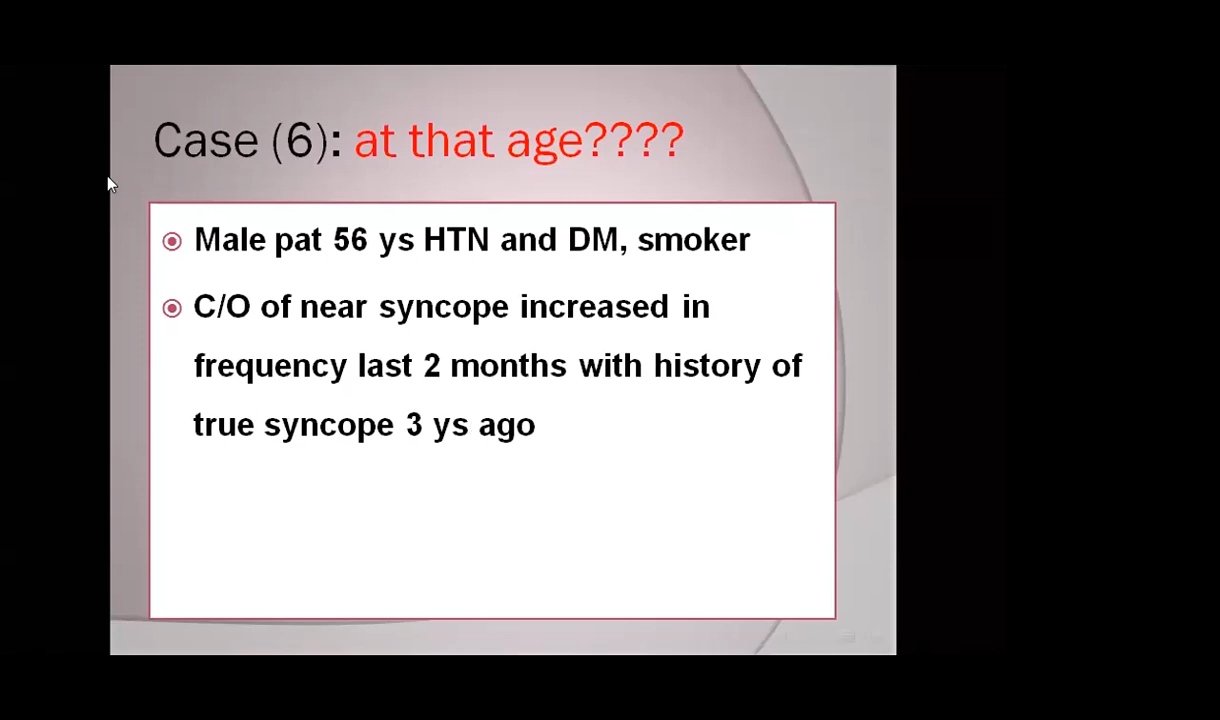 Case (6): at that age????
Male pat 56 ys HTN and DM, smoker
C/O of near syncope increased in
frequency last 2 months with history of
true syncope 3 ys ago